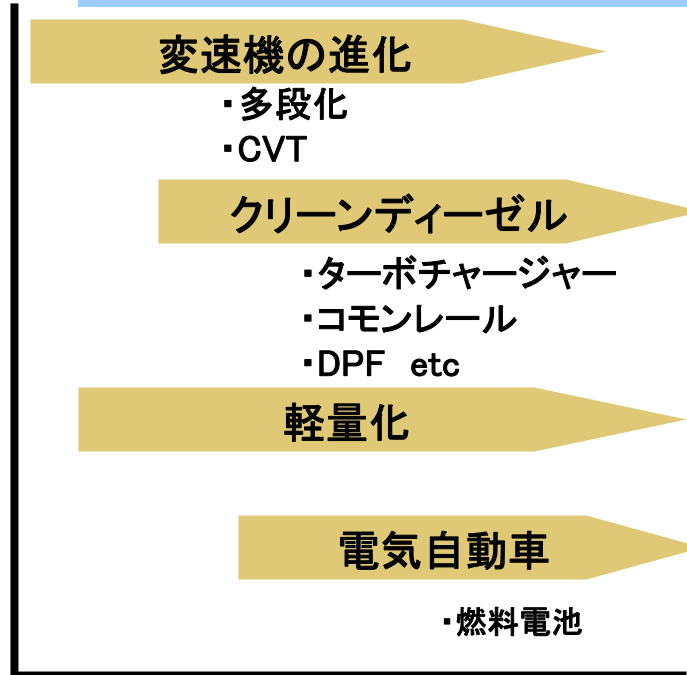 変速機の進化
・多段化
・CVT
クリーンディーゼル
・ターボチャージャー
・コモンレール
・DPF　etc
軽量化
電気自動車
・燃料電池